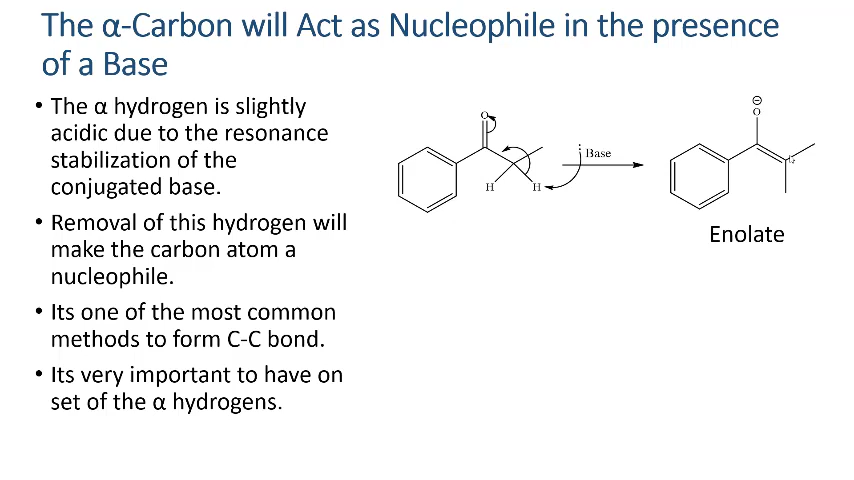 The α-Carbon will Act as Nucleophile in the presence
of a Base
• The α hydrogen is slightly
acidic due to the resonance
stabilization of the
conjugated base.
• Removal of this hydrogen will
make the carbon atom a
nucleophile.
• Its one of the most common
methods to form C-C bond.
• Its very important to have on
set of the α hydrogens.
O
H
H
:Base
⊖
O
Enolate